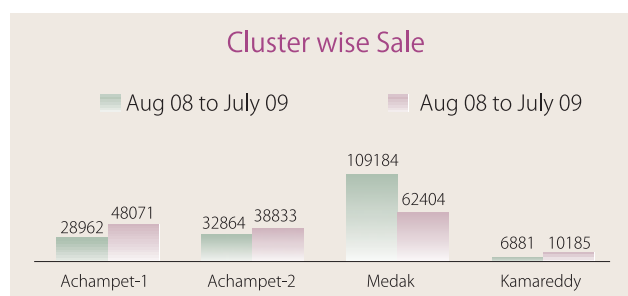 Cluster wise Sale
Aug 08 to July 09 Aug 08 to July 09
109184
62404
48071
28962
32864 38833
6881 10185
Achampet-1 Achampet-2 Medak Kamareddy